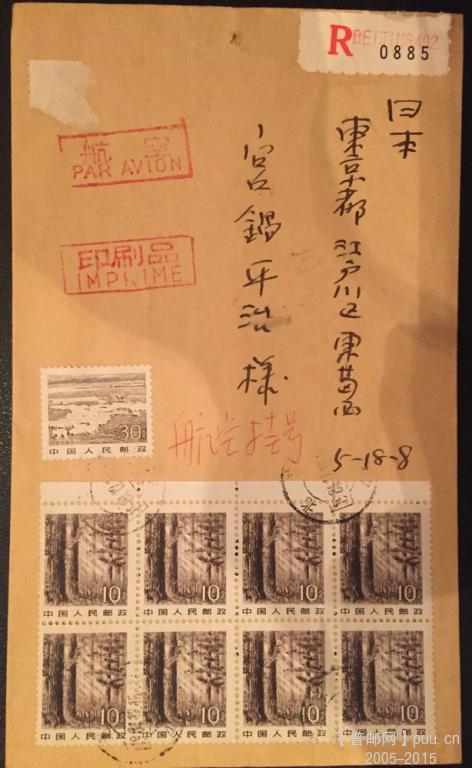 R BEIJING 402
0885
航空
PAR AVION
印刷品
IMPRIME
日本
東京都江戸川区東葛西
8-81-5
宮鍋平治様
航空挂号
30分
中国人民邮政
10分
中国人民邮政
10分
中国人民邮政
10分
中国人民邮政
10分
中国人民邮政
10分
中国人民邮政
10分
中国人民邮政
10分
中国人民邮政
10分
中国人民邮政
【普邮网】puu.cn
2005-2015